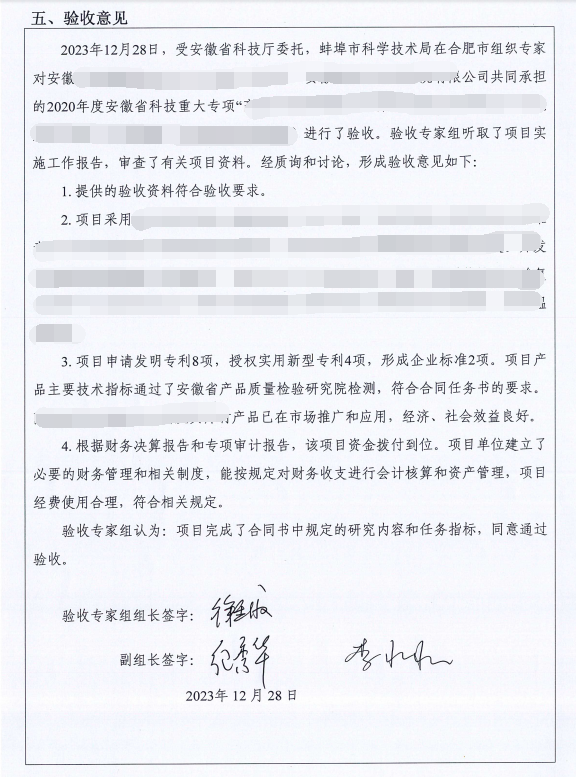 五、验收意见
2023年12月28日，受安徽省科技厅委托，蚌埠市科学技术局在合肥市组织专家
对安徽 有限公司共同承担
的2020年度安徽省科技重大专项“
）进行了验收。验收专家组听取了项目实
施工作报告，审查了有关项目资料。经质询和讨论，形成验收意见如下：
1. 提供的验收资料符合验收要求。
2. 项目采用
发
3. 项目申请发明专利8项，授权实用新型专利4项，形成企业标准2项。项目产
品主要技术指标通过了安徽省产品质量检验研究院检测，符合合同任务书的要求。
产品已在市场推广和应用，经济、社会效益良好。
4. 根据财务决算报告和专项审计报告，该项目资金拨付到位。项目单位建立了
必要的财务管理和相关制度，能按规定对财务收支进行会计核算和资产管理，项目
经费使用合理，符合相关规定。
验收专家组认为：项目完成了合同书中规定的研究内容和任务指标，同意通过
验收。
验收专家组组长签字：
副组长签字：
2023年 12 月 28 日